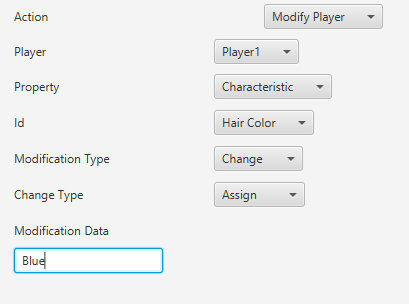 Action Modify Player
Player Player1
Property Characteristic
Id Hair Color
Modification Type Change
Change Type Assign
Modification Data
Blue